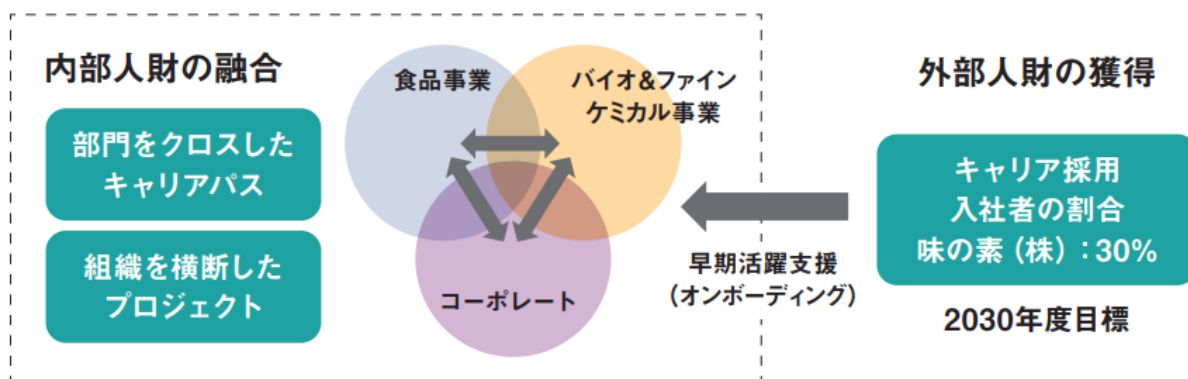 内部人財の融合
部門をクロスした
キャリアパス
組織を横断した
プロジェクト
食品事業
バイオ&ファイン
ケミカル事業
コーポレート
早期活躍支援
(オンボーディング)
外部人財の獲得
キャリア採用
入社者の割合
味の素(株):30%
2030年度目標